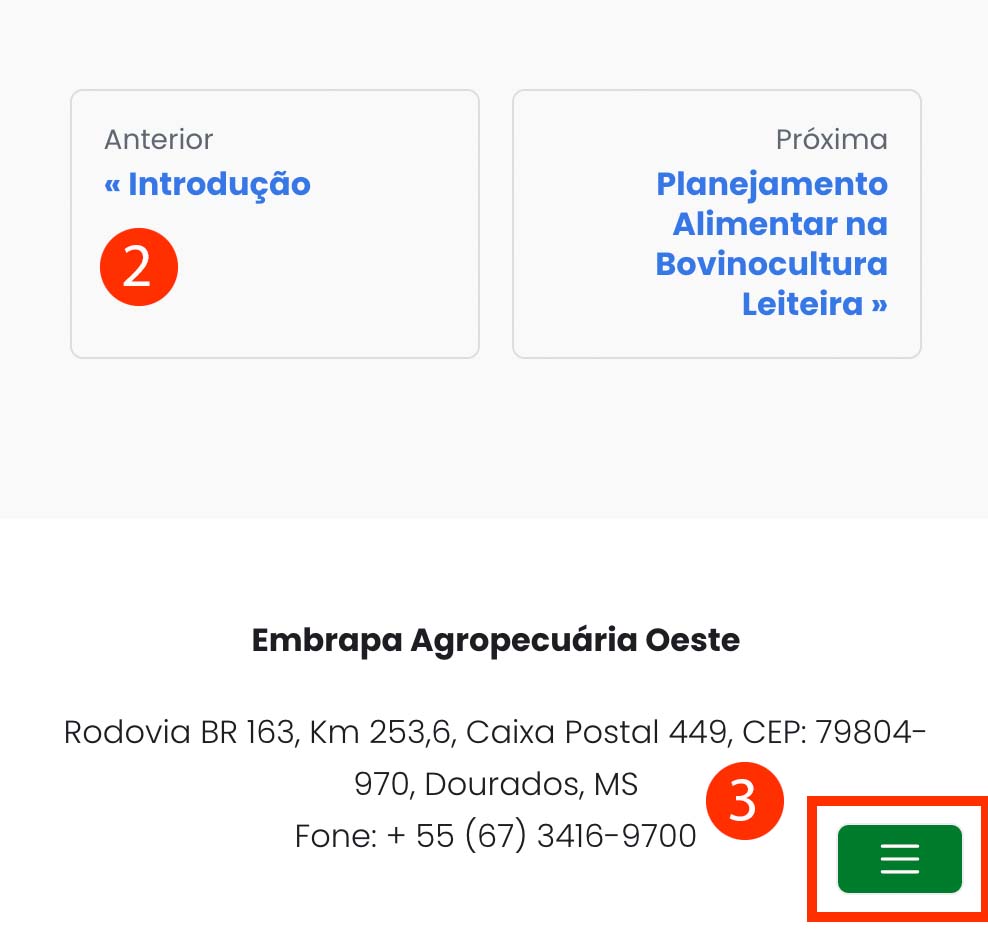 Anterior
« Introdução
2
Próxima
Planejamento
Alimentar na
Bovinocultura
Leiteira »
Embrapa Agropecuária Oeste
Rodovia BR 163, Km 253,6, Caixa Postal 449, CEP: 79804-
970, Dourados, MS
3
Fone: + 55 (67) 3416-9700